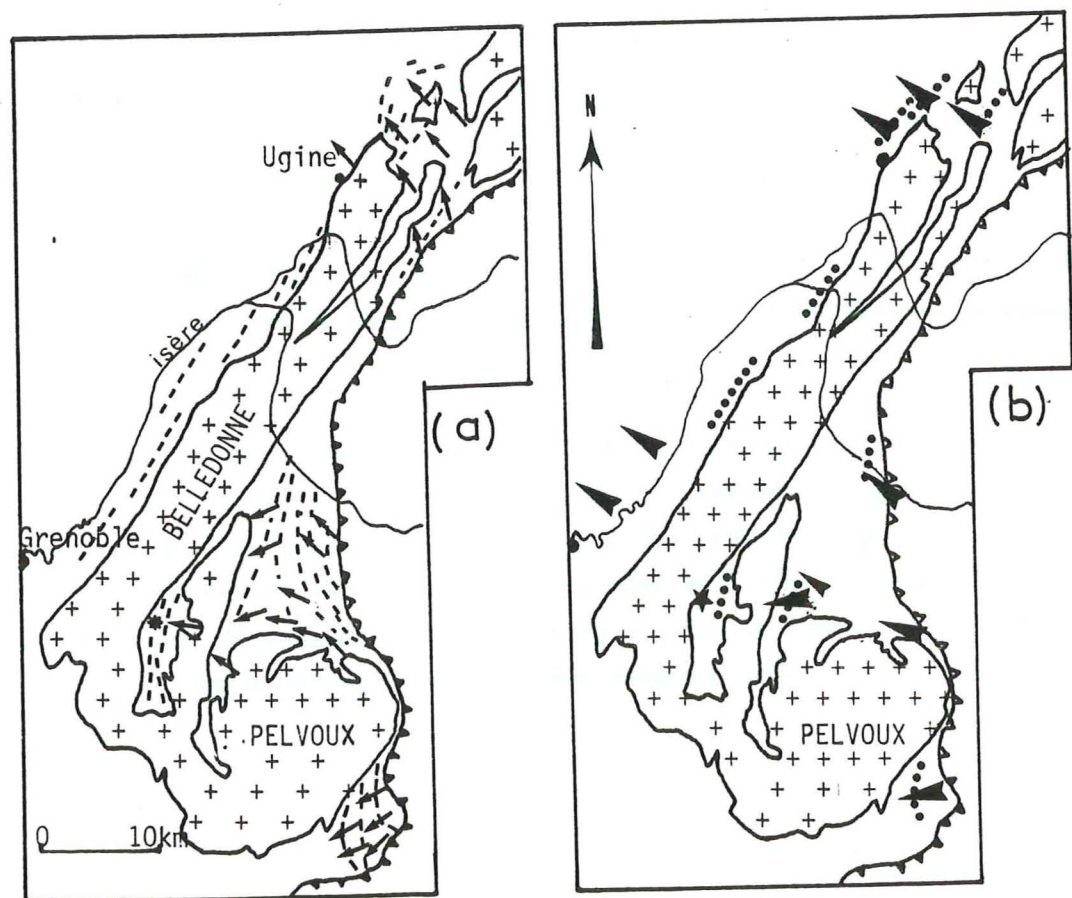 Ugine
isère
BELLEDONNE
Grenoble
PELVOUX
0 10km
(a)
N
PELVOUX
(b)